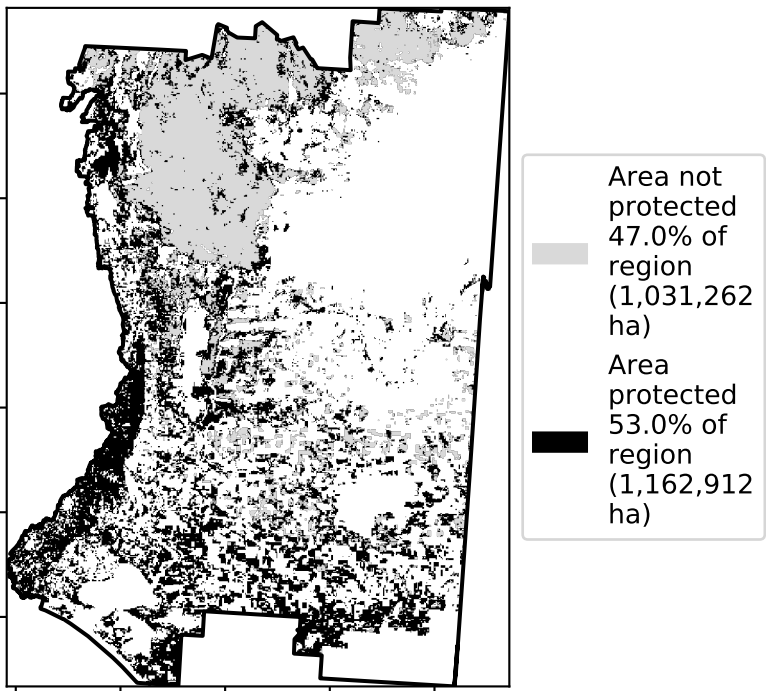 Area not
protected
47.0% of
region
(1,031,262
ha)
Area
protected
53.0% of
region
(1,162,912
ha)